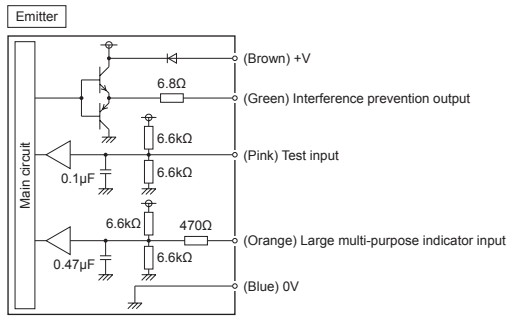 Emitter
(Brown) +V
6.8Ω
(Green) Interference prevention output
6.6kΩ
(Pink) Test input
6.6kΩ
0.1µF
Main circuit
6.6kΩ
470Ω
(Orange) Large multi-purpose indicator input
6.6kΩ
0.47µF
(Blue) 0V